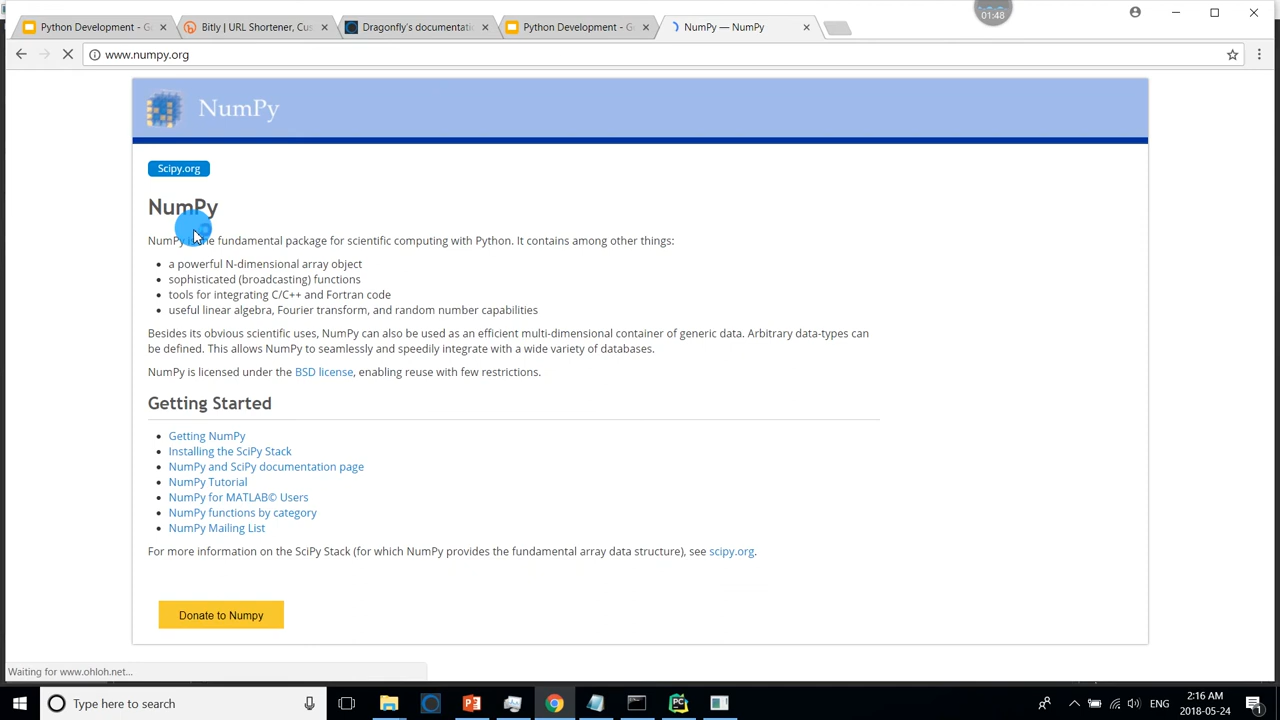 01:48
Python Development - G
Bitly | URL Shortener, Cus
Dragonfly's documentati
Python Development - G
NumPy — NumPy
www.numpy.org
NumPy
Scipy.org
NumPy
NumPy is the fundamental package for scientific computing with Python. It contains among other things:
• a powerful N-dimensional array object
• sophisticated (broadcasting) functions
• tools for integrating C/C++ and Fortran code
• useful linear algebra, Fourier transform, and random number capabilities
Besides its obvious scientific uses, NumPy can also be used as an efficient multi-dimensional container of generic data. Arbitrary data-types can
be defined. This allows NumPy to seamlessly and speedily integrate with a wide variety of databases.
NumPy is licensed under the BSD license, enabling reuse with few restrictions.
Getting Started
• Getting NumPy
• Installing the SciPy Stack
• NumPy and SciPy documentation page
• NumPy Tutorial
• NumPy for MATLAB© Users
• NumPy functions by category
• NumPy Mailing List
For more information on the SciPy Stack (for which NumPy provides the fundamental array data structure), see scipy.org.
Donate to Numpy
Waiting for www.ohloh.net...
Type here to search
ENG
2:16 AM
2018-05-24
1